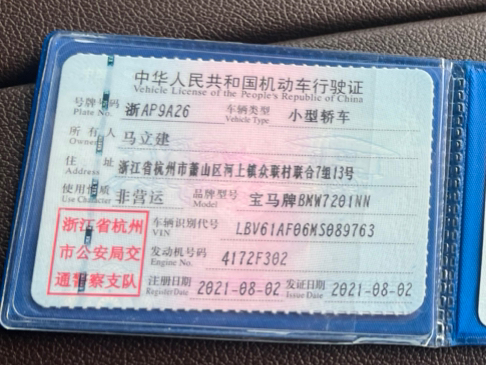 中华人民共和国机动车行驶证
Vehicle License of the People's Republic of China
号牌号码 浙AP9A26 车辆类型 小型轿车
Plate No. Vehicle Type
所有人 马立建
Owner
住址 浙江省杭州市萧山区河上镇众联村联合7组13号
Address
使用性质 非营运 品牌型号 宝马牌BMW7201NN
Use Character Model
浙江省杭州
市公安局交
通警察支队
车辆识别代号 LBV61AF06MS089763
VIN
发动机号码 4172F302
Engine No.
注册日期 2021-08-02 发证日期 2021-08-02
Register Date Issue Date